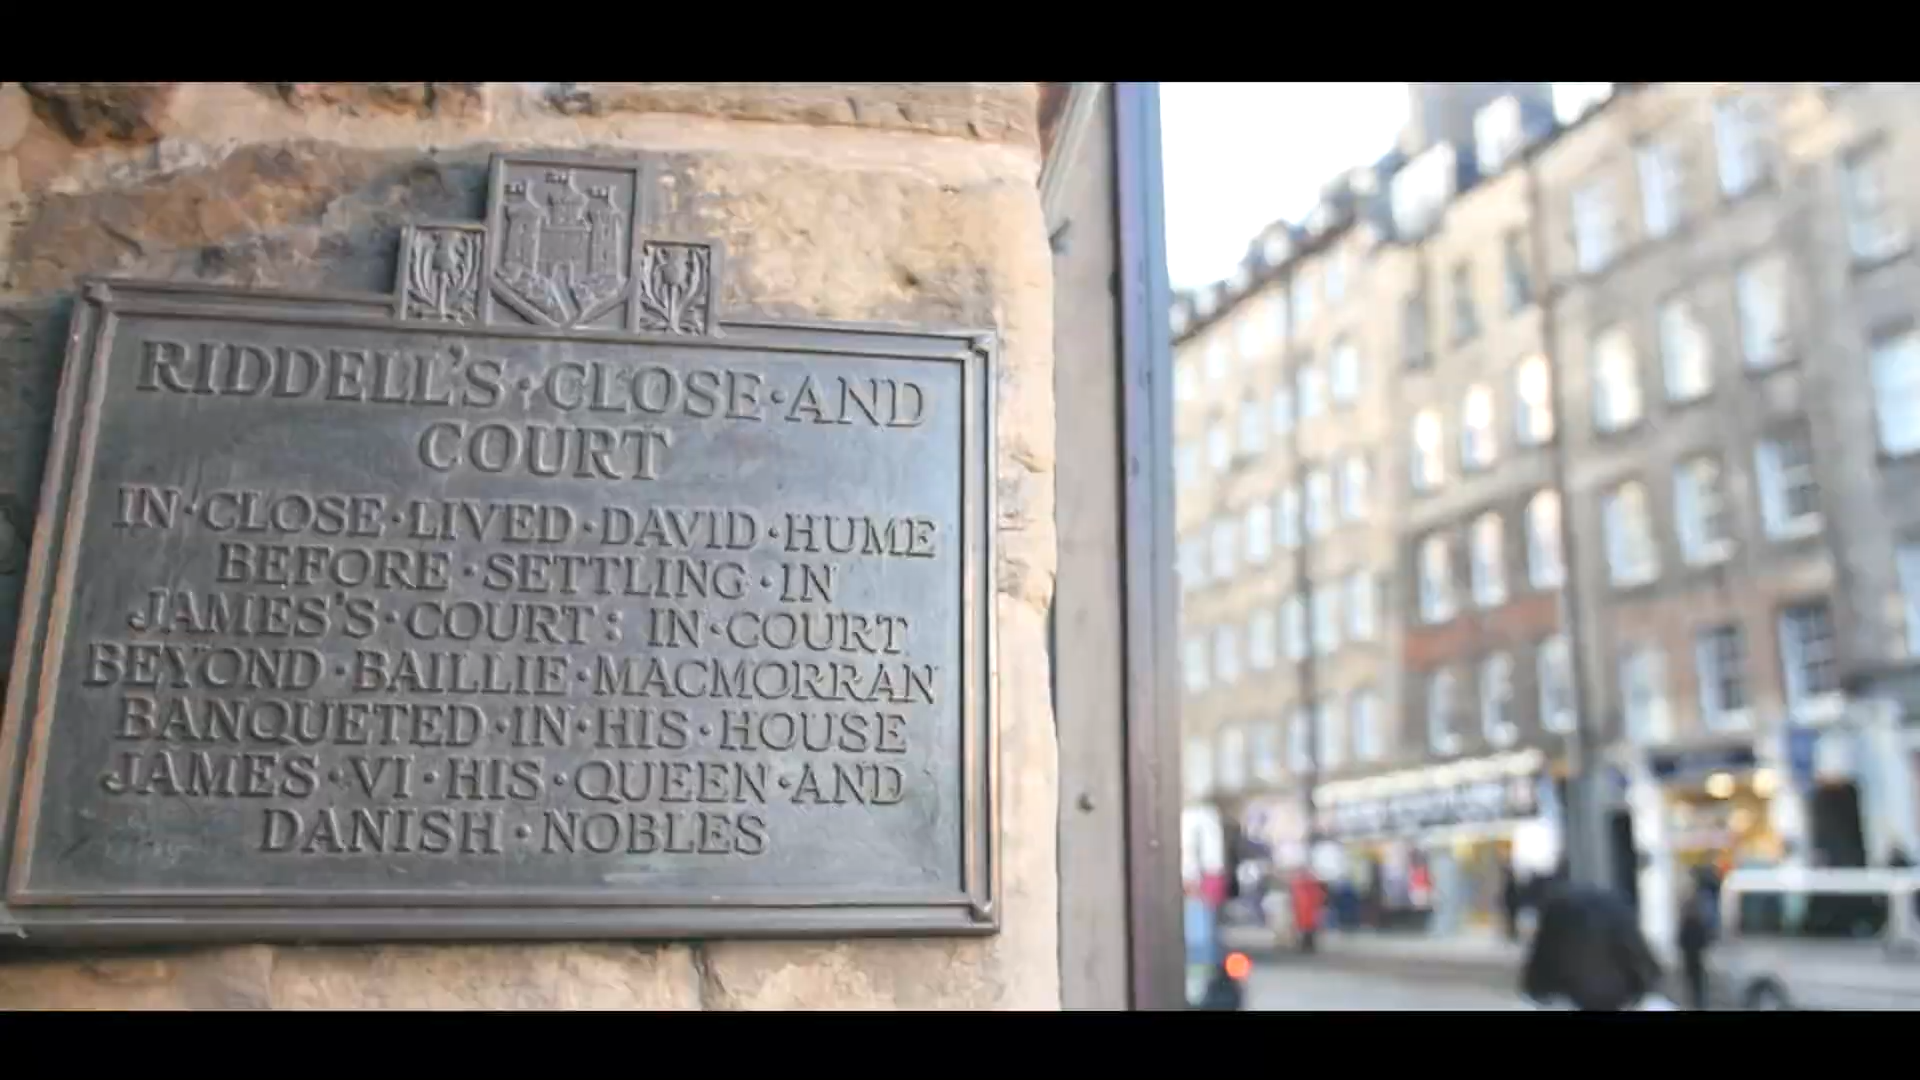 RIDDELL'S·CLOSE·AND
COURT
IN·CLOSE·LIVED·DAVID·HUME
BEFORE·SETTLING·IN
JAMES'S·COURT: IN·COURT
BEYOND·BAILLIE·MACMORRAN
BANQUETED·IN·HIS·HOUSE
JAMES·VI·HIS·QUEEN·AND
DANISH·NOBLES